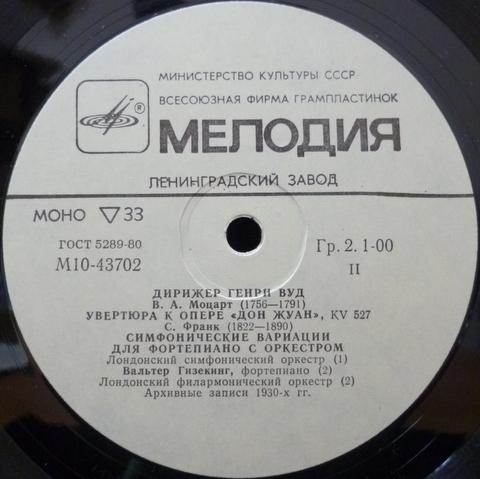 МИНИСТЕРСТВО КУЛЬТУРЫ СССР
ВСЕСОЮЗНАЯ ФИРМА ГРАМПЛАСТИНОК
®
МЕЛОДИЯ
ЛЕНИНГРАДСКИЙ ЗАВОД
МОНО ▽33
ГОСТ 5289-80
М10-43702
Гр. 2. 1-00
II
ДИРИЖЕР ГЕНРИ ВУД
В. А. Моцарт (1756—1791)
УВЕРТЮРА К ОПЕРЕ «ДОН ЖУАН», KV 527
С. Франк (1822—1890)
СИМФОНИЧЕСКИЕ ВАРИАЦИИ
ДЛЯ ФОРТЕПИАНО С ОРКЕСТРОМ
Лондонский симфонический оркестр (1)
Вальтер Гизекинг, фортепиано (2)
Лондонский филармонический оркестр (2)
Архивные записи 1930-х гг.